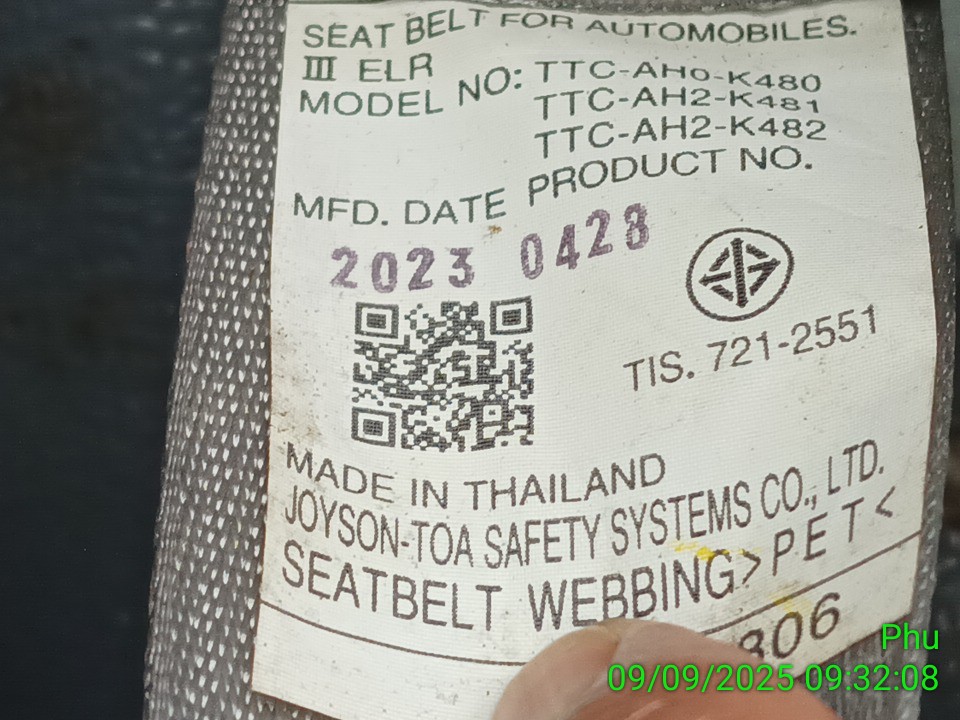 SEAT BELT FOR AUTOMOBILES.
III ELR
MODEL NO: TTC-AH0-K480
TTC-AH2-K481
TTC-AH2-K482
MFD. DATE PRODUCT NO.
2023 0428
TIS. 721-2551
MADE IN THAILAND
JOYSON-TOA SAFETY SYSTEMS CO., LTD.
SEATBELT WEBBING>PET<
Phu
09/09/2025 09:32:08